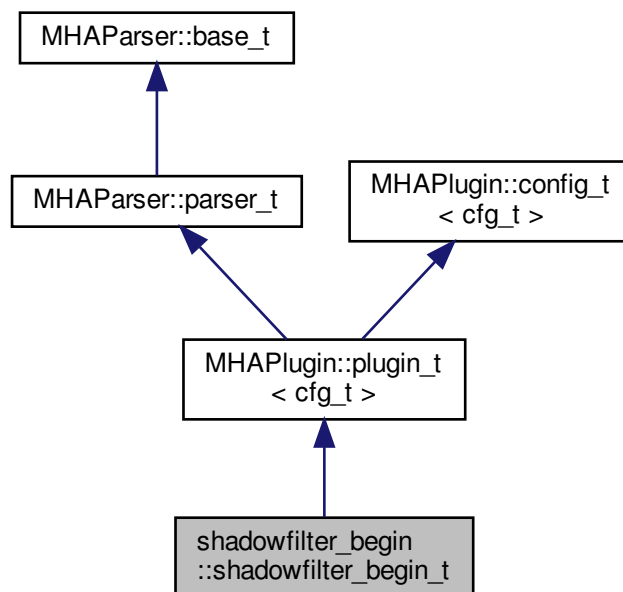 MHAParser::base_t
MHAParser::parser_t
MHAPlugin::config_t
< cfg_t >
MHAPlugin::plugin_t
< cfg_t >
shadowfilter_begin
::shadowfilter_begin_t